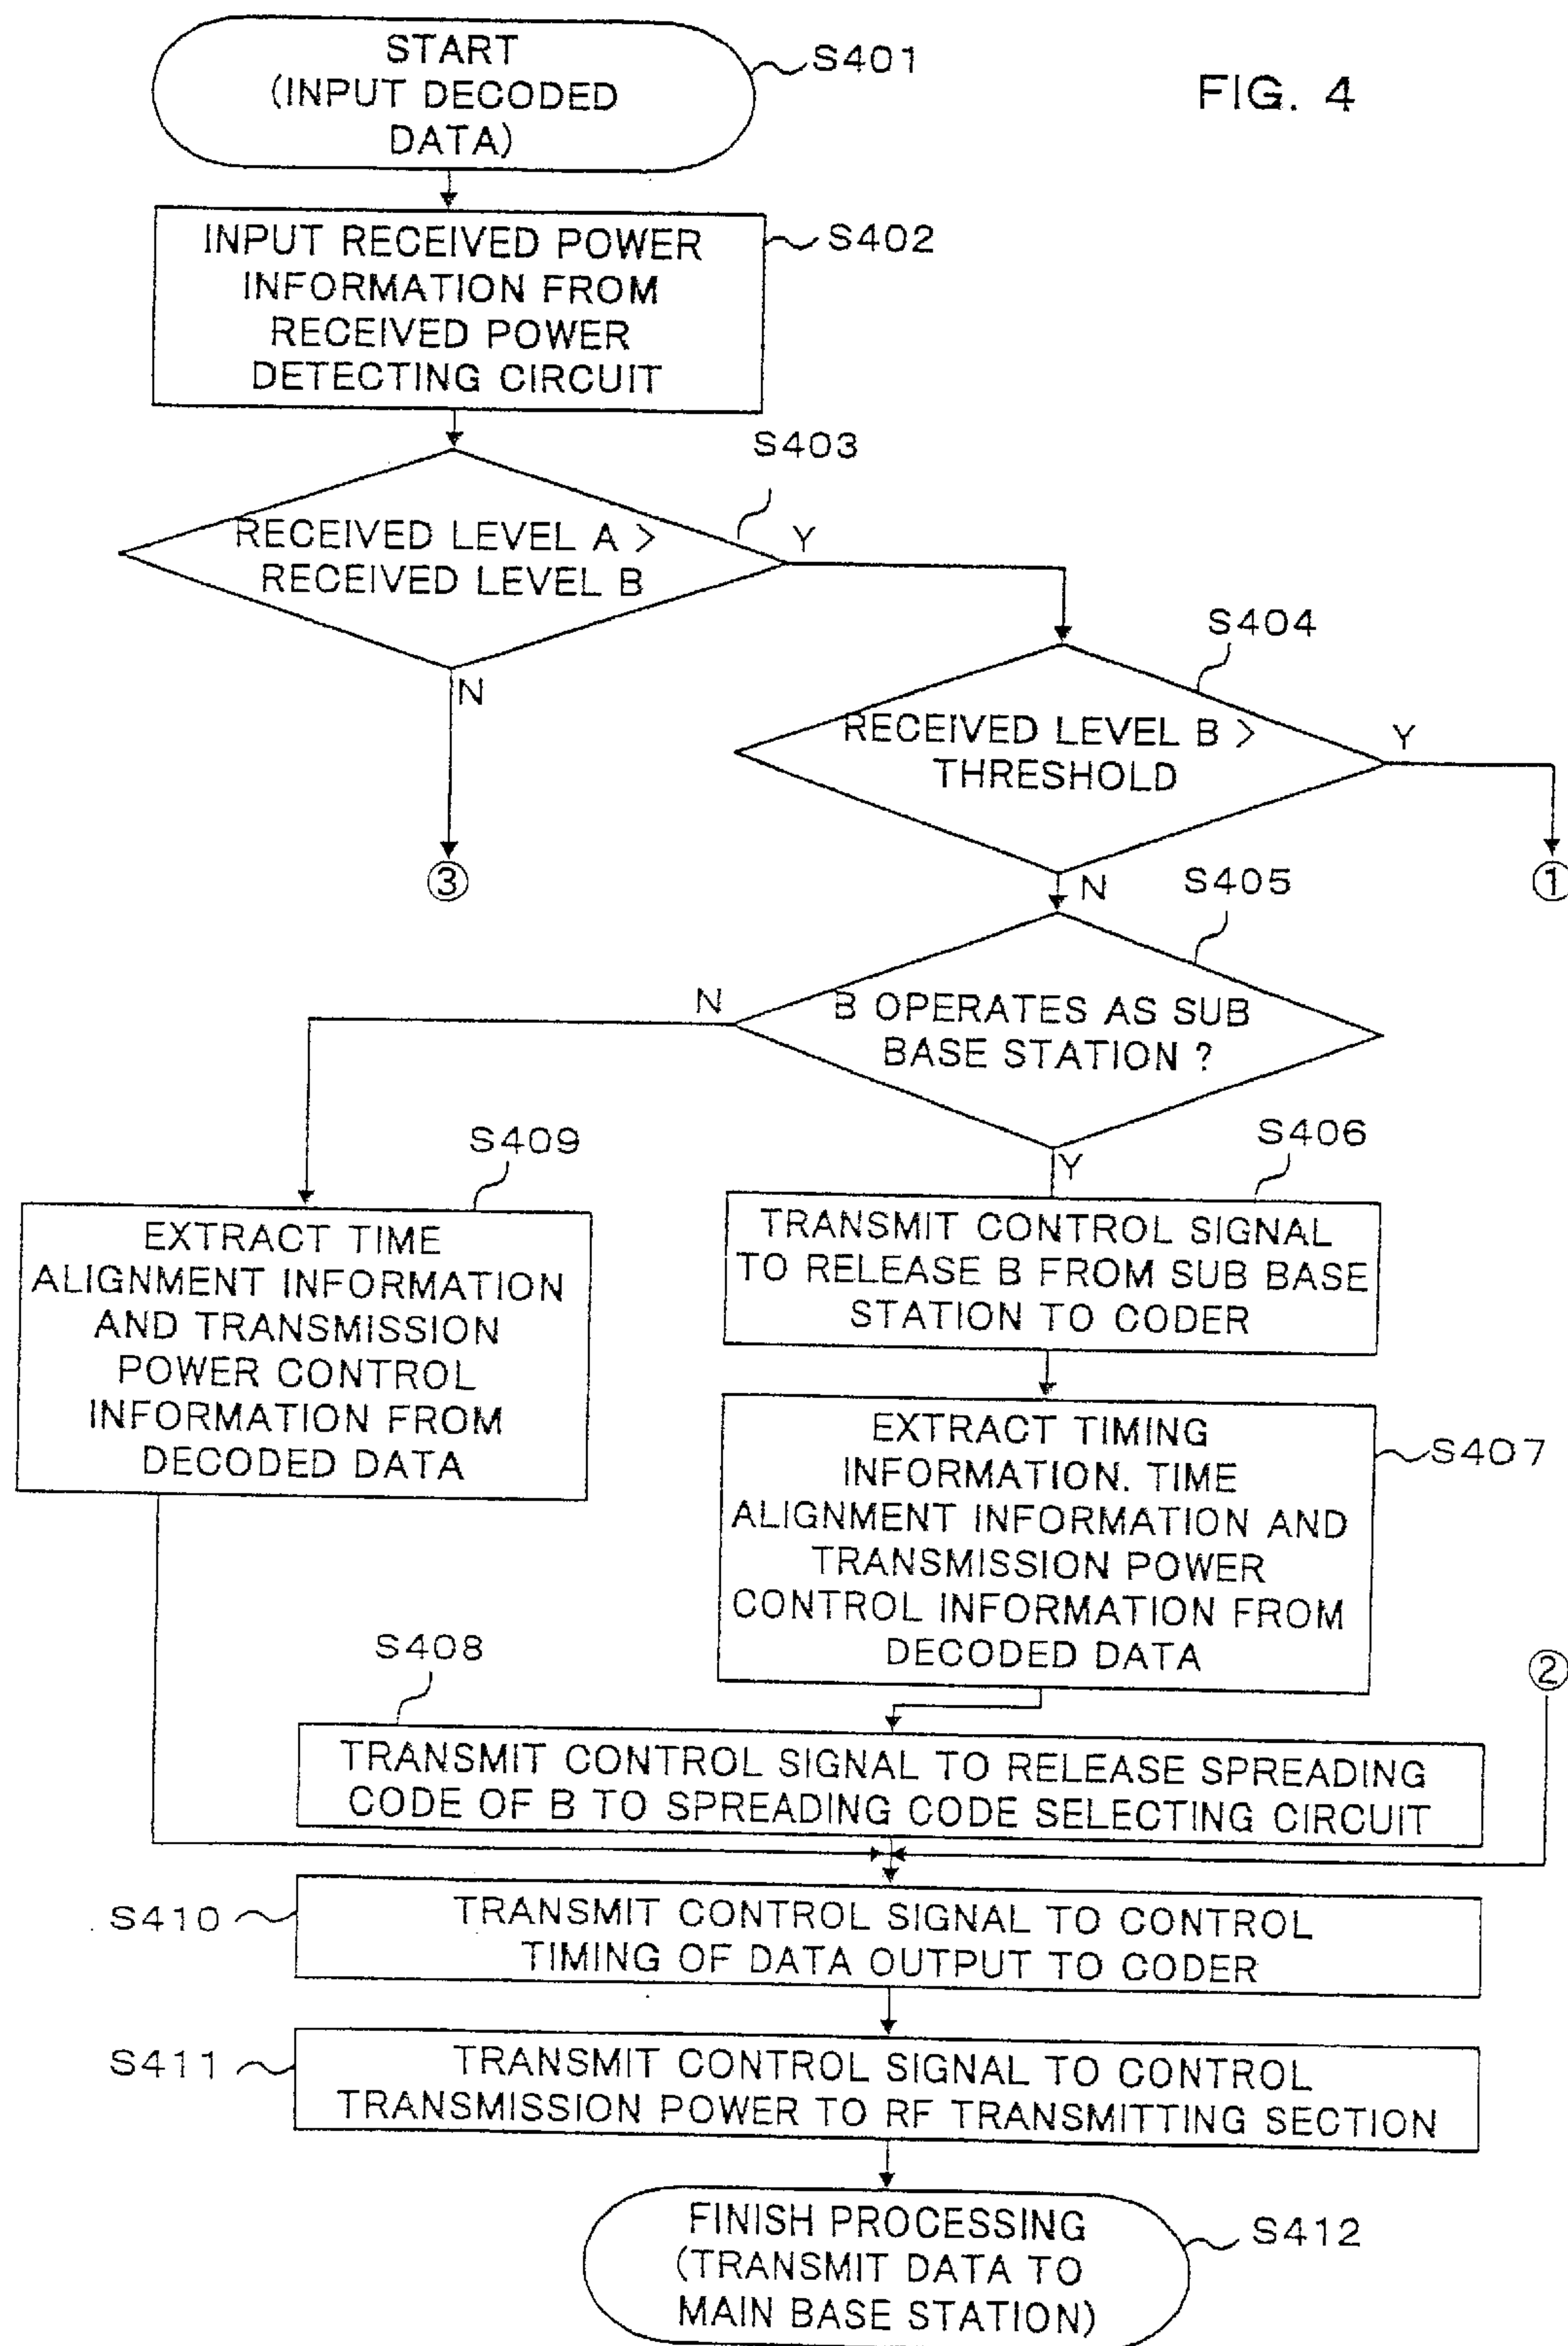 FIG. 4
START
(INPUT DECODED
DATA)
S401
INPUT RECEIVED POWER
INFORMATION FROM
RECEIVED POWER
DETECTING CIRCUIT
S402
S403
RECEIVED LEVEL A >
RECEIVED LEVEL B
Y
N
③
S404
RECEIVED LEVEL B >
THRESHOLD
Y
①
N
S405
B OPERATES AS SUB
BASE STATION ?
N
Y
S409
EXTRACT TIME
ALIGNMENT INFORMATION
AND TRANSMISSION
POWER CONTROL
INFORMATION FROM
DECODED DATA
S406
TRANSMIT CONTROL SIGNAL
TO RELEASE B FROM SUB BASE
STATION TO CODER
EXTRACT TIMING
INFORMATION. TIME
ALIGNMENT INFORMATION AND
TRANSMISSION POWER
CONTROL INFORMATION FROM
DECODED DATA
S407
S408
②
TRANSMIT CONTROL SIGNAL TO RELEASE SPREADING
CODE OF B TO SPREADING CODE SELECTING CIRCUIT
S410
TRANSMIT CONTROL SIGNAL TO CONTROL
TIMING OF DATA OUTPUT TO CODER
S411
TRANSMIT CONTROL SIGNAL TO CONTROL
TRANSMISSION POWER TO RF TRANSMITTING SECTION
FINISH PROCESSING
(TRANSMIT DATA TO
MAIN BASE STATION)
S412